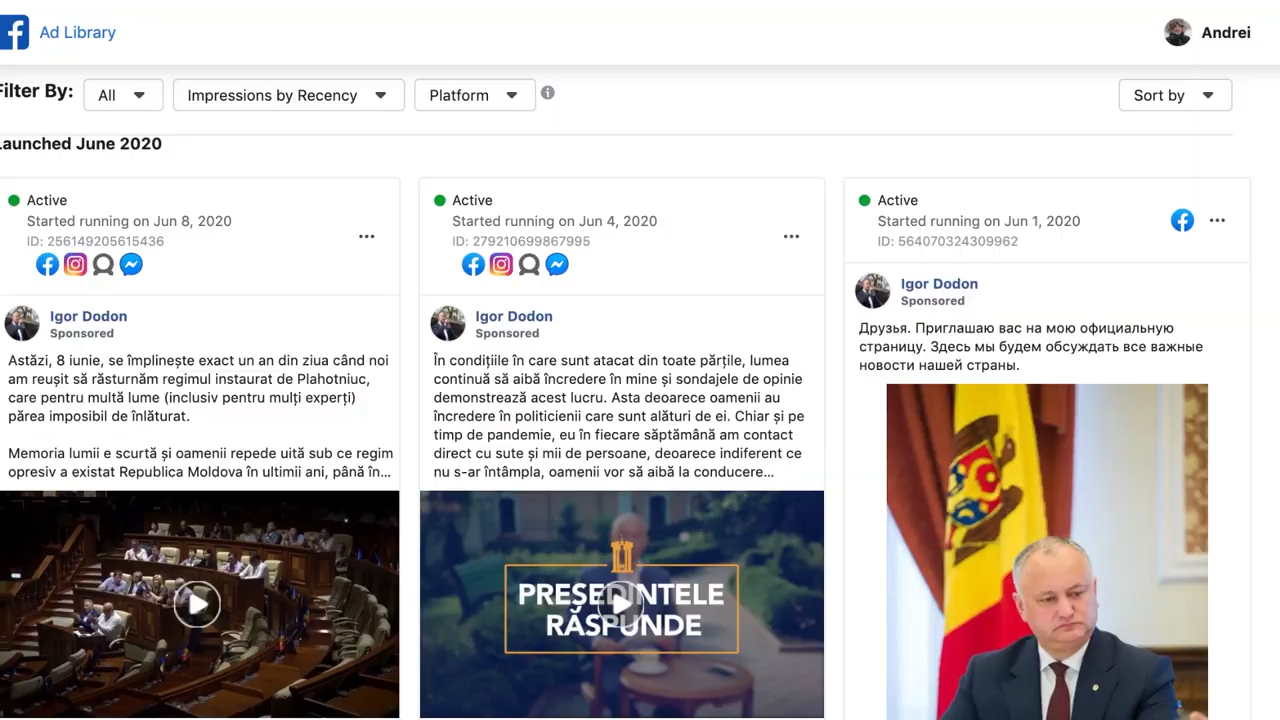 Ad Library
Andrei
Filter By:
All
Impressions by Recency
Platform
Sort by
Launched June 2020
Active
Started running on Jun 8, 2020
ID: 256149205615436
Igor Dodon
Sponsored
Astăzi, 8 iunie, se împlinește exact un an din ziua când noi
am reușit să răsturnăm regimul instaurat de Plahotniuc,
care pentru multă lume (inclusiv pentru mulți experți)
părea imposibil de înlăturat.
Memoria lumii e scurtă și oamenii repede uită sub ce regim
opresiv a existat Republica Moldova în ultimii ani, până în...
Active
Started running on Jun 4, 2020
ID: 279210699867995
Igor Dodon
Sponsored
În condițiile în care sunt atacat din toate părțile, lumea
continuă să aibă încredere în mine și sondajele de opinie
demonstrează acest lucru. Asta deoarece oamenii au
încredere în politicienii care sunt alături de ei. Chiar și pe
timp de pandemie, eu în fiecare săptămână am contact
direct cu sute și mii de persoane, deoarece indiferent ce
nu s-ar întâmpla, oamenii vor să aibă la conducere...
PREȘEDINTELE
RĂSPUNDE
Active
Started running on Jun 1, 2020
ID: 564070324309962
Igor Dodon
Sponsored
Друзья. Приглашаю вас на мою официальную
страницу. Здесь мы будем обсуждать все важные
новости нашей страны.